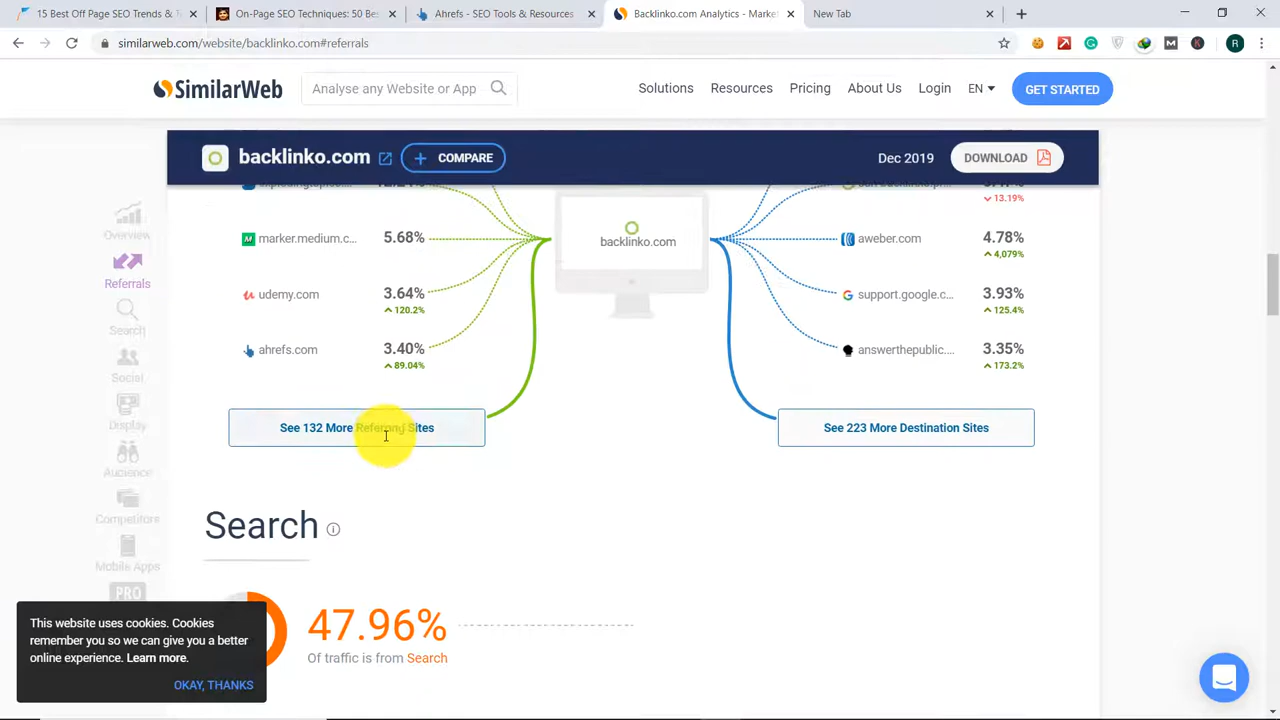 15 Best Off Page SEO Trends & T
On-Page SEO Techniques: 50 Bes
Ahrefs - SEO Tools & Resources
Backlinko.com Analytics - Marke
New Tab
similarweb.com/website/backlinko.com#referrals
SimilarWeb
Analyse any Website or App
Solutions
Resources
Pricing
About Us
Login
EN
GET STARTED
backlinko.com
COMPARE
Dec 2019
DOWNLOAD
13.19%
Overview
marker.medium.c...
5.68%
backlinko.com
aweber.com
4.78%
4,079%
Referrals
udemy.com
3.64%
120.2%
support.google.c...
3.93%
125.4%
Search
ahrefs.com
3.40%
89.04%
answerthepublic....
3.35%
173.2%
Social
Display
See 132 More Referring Sites
See 223 More Destination Sites
Audience
Competitors
Search
Mobile Apps
PRO
47.96%
Of traffic is from Search
This website uses cookies. Cookies
remember you so we can give you a better
online experience. Learn more.
OKAY, THANKS